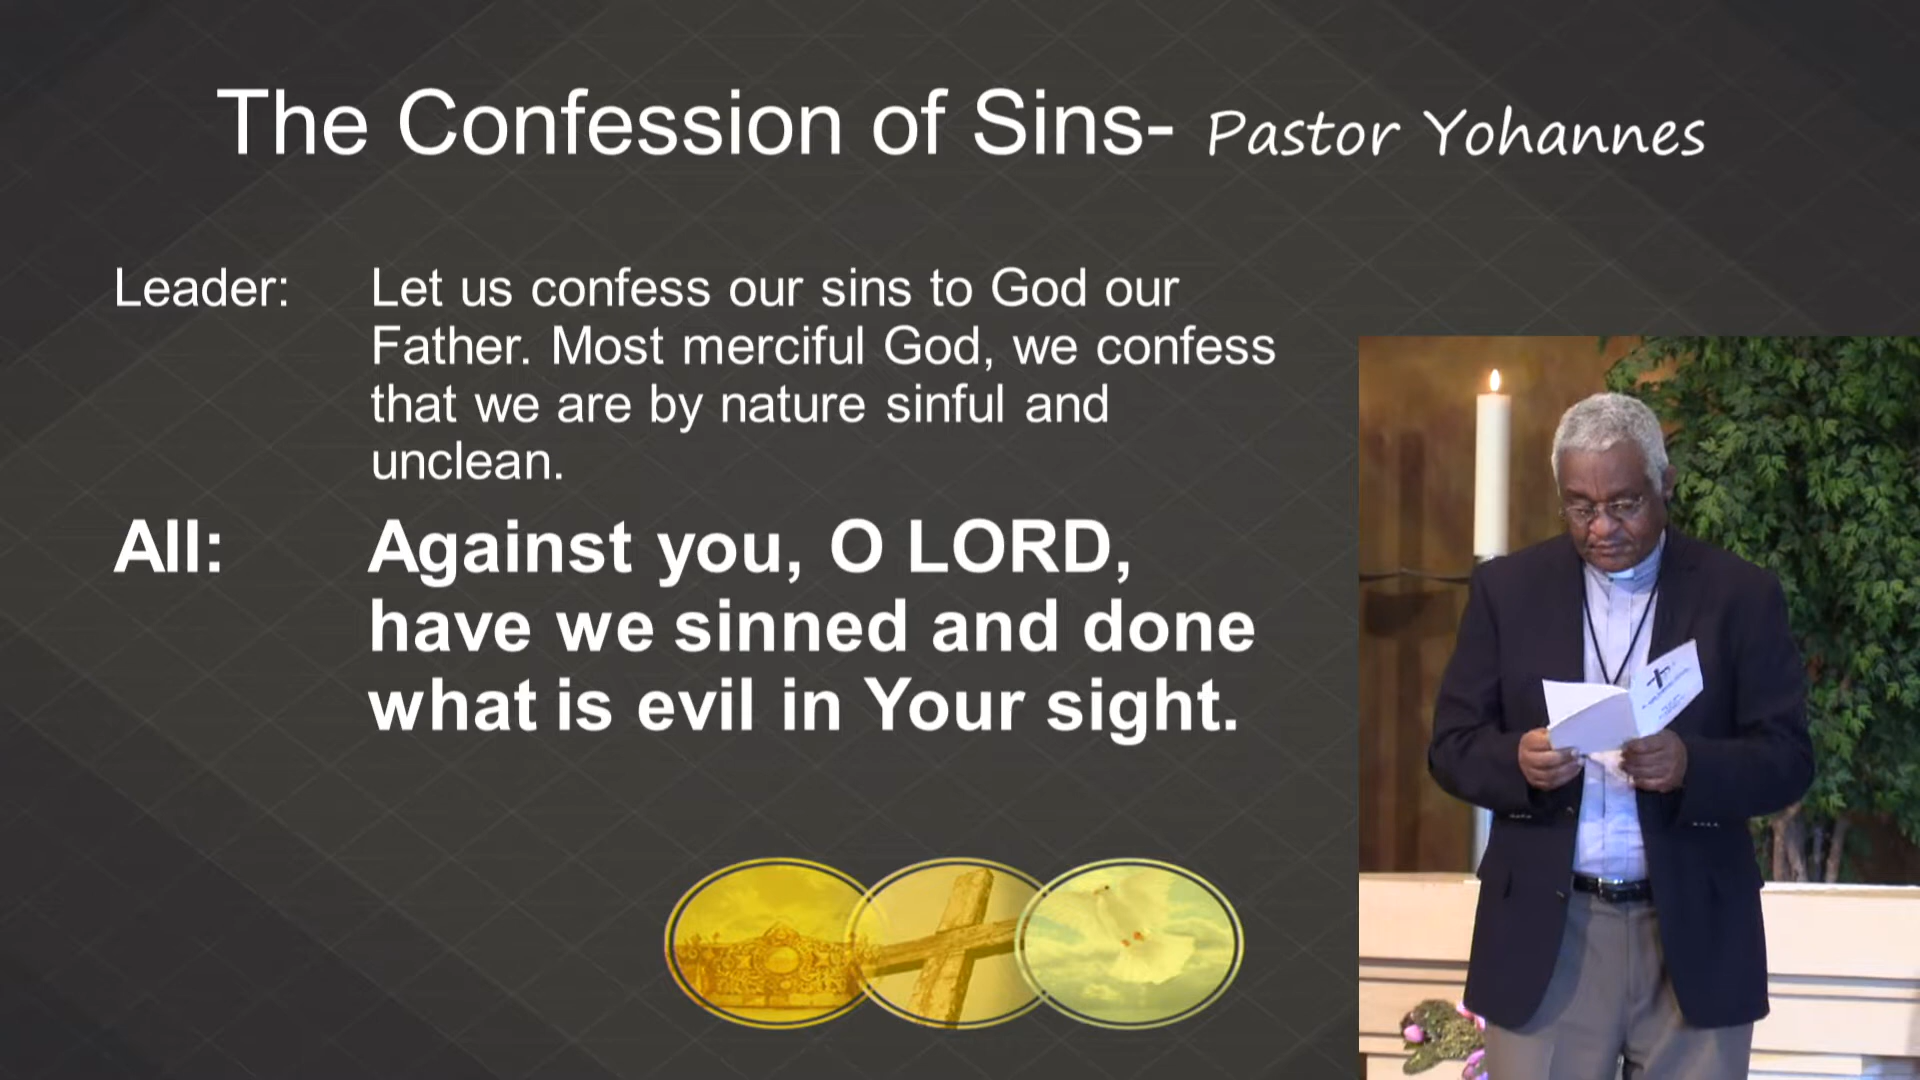 The Confession of Sins- Pastor Yohannes
Leader: Let us confess our sins to God our
Father. Most merciful God, we confess
that we are by nature sinful and
unclean.
All: Against you, O LORD,
have we sinned and done
what is evil in Your sight.